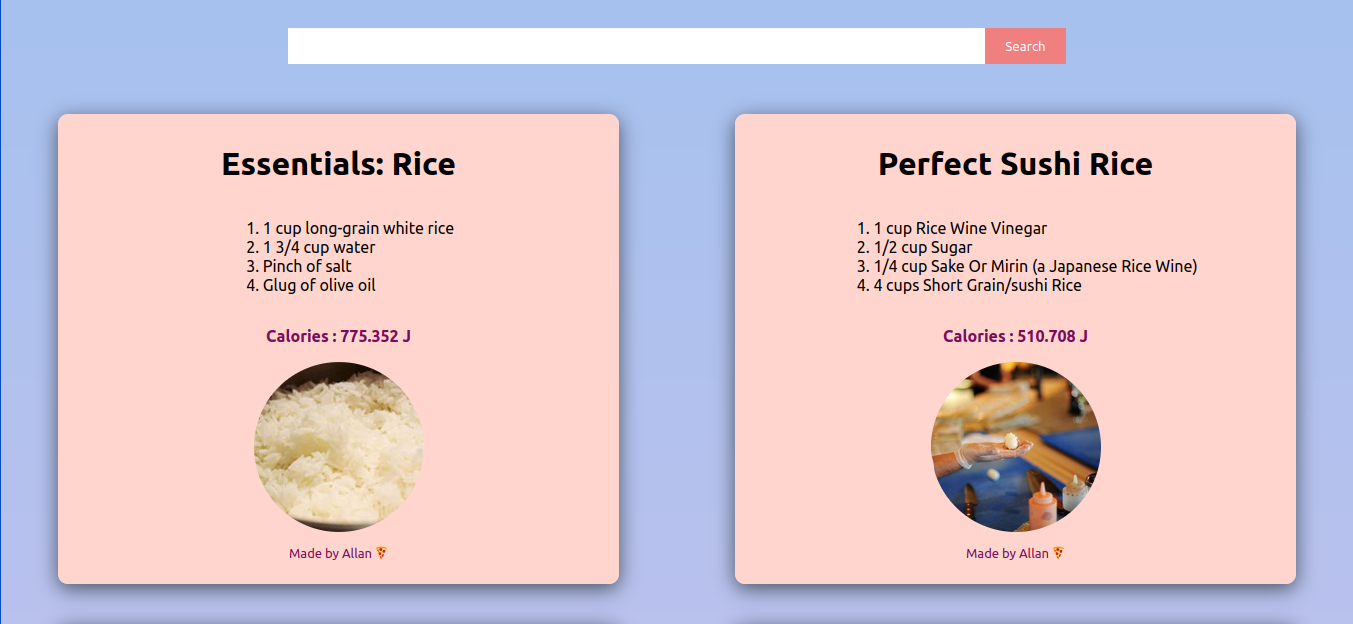 Search
Essentials: Rice
1. 1 cup long-grain white rice
2. 1 3/4 cup water
3. Pinch of salt
4. Glug of olive oil
Calories : 775.352 J
Made by Allan 🍕
Perfect Sushi Rice
1. 1 cup Rice Wine Vinegar
2. 1/2 cup Sugar
3. 1/4 cup Sake Or Mirin (a Japanese Rice Wine)
4. 4 cups Short Grain/sushi Rice
Calories : 510.708 J
Made by Allan 🍕